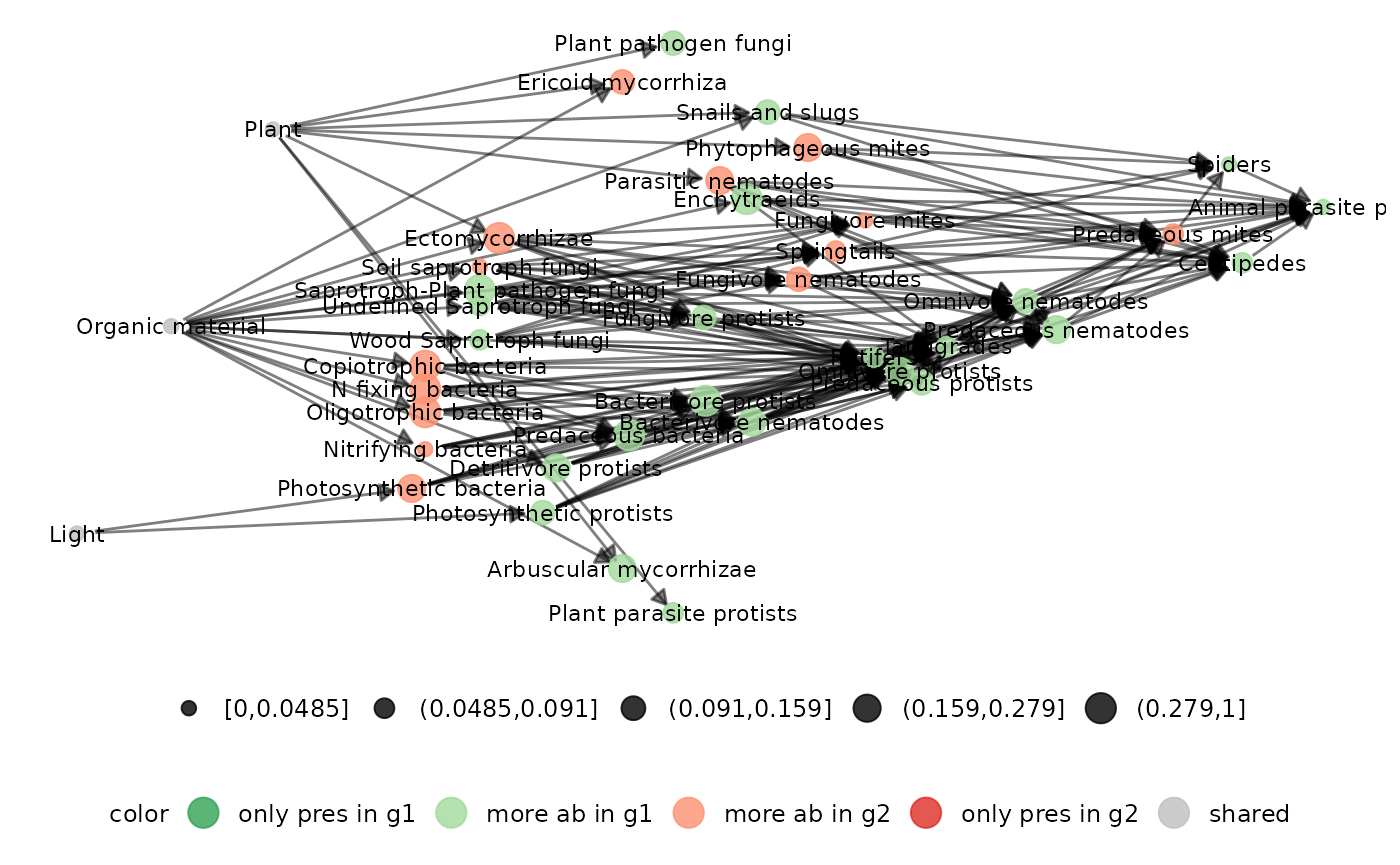 Plant pathogen fungi
Ericoid mycorrhiza
Snails and slugs
Plant
Phytophageous mites
Spiders
Parasitic nematodes
Enchytraeids
Animal parasite p
Fungivore mites
Predaceous mites
Ectomycorrhizae
Springtails
Centipedes
Soil saprotroph fungi
Fungivore nematodes
Saprotroph-Plant pathogen fungi
Omnivore nematodes
Undefined Saprotroph fungi
Fungivore protists
Organic material
Predaceous nematodes
Wood Saprotroph fungi
Tardigrades
Rotifers
Copiotrophic bacteria
Omnivore protists
Predaceous protists
N fixing bacteria
Bacterivore protists
Oligotrophic bacteria
Bacterivore nematodes
Predaceous bacteria
Nitrifying bacteria
Detritivore protists
Photosynthetic bacteria
Photosynthetic protists
Light
Arbuscular mycorrhizae
Plant parasite protists
[0,0.0485] (0.0485,0.091] (0.091,0.159] (0.159,0.279] (0.279,1]
color only pres in g1 more ab in g1 more ab in g2 only pres in g2 shared